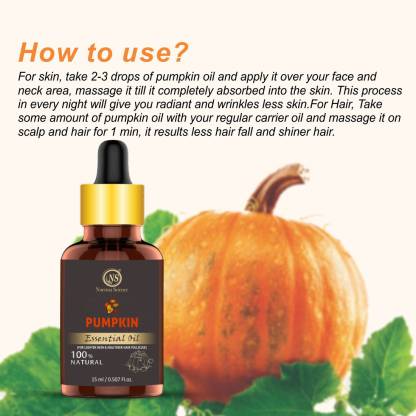 How to use?
For skin, take 2-3 drops of pumpkin oil and apply it over your face and
neck area, massage it till it completely absorbed into the skin. This process
in every night will give you radiant and wrinkles less skin.For Hair, Take
some amount of pumpkin oil with your regular carrier oil and massage it on
scalp and hair for 1 min, it results less hair fall and shiner hair.
NS
PUMPKIN
Essential Oil
100%
NATURAL
15 ml / 0.507 fl.oz.